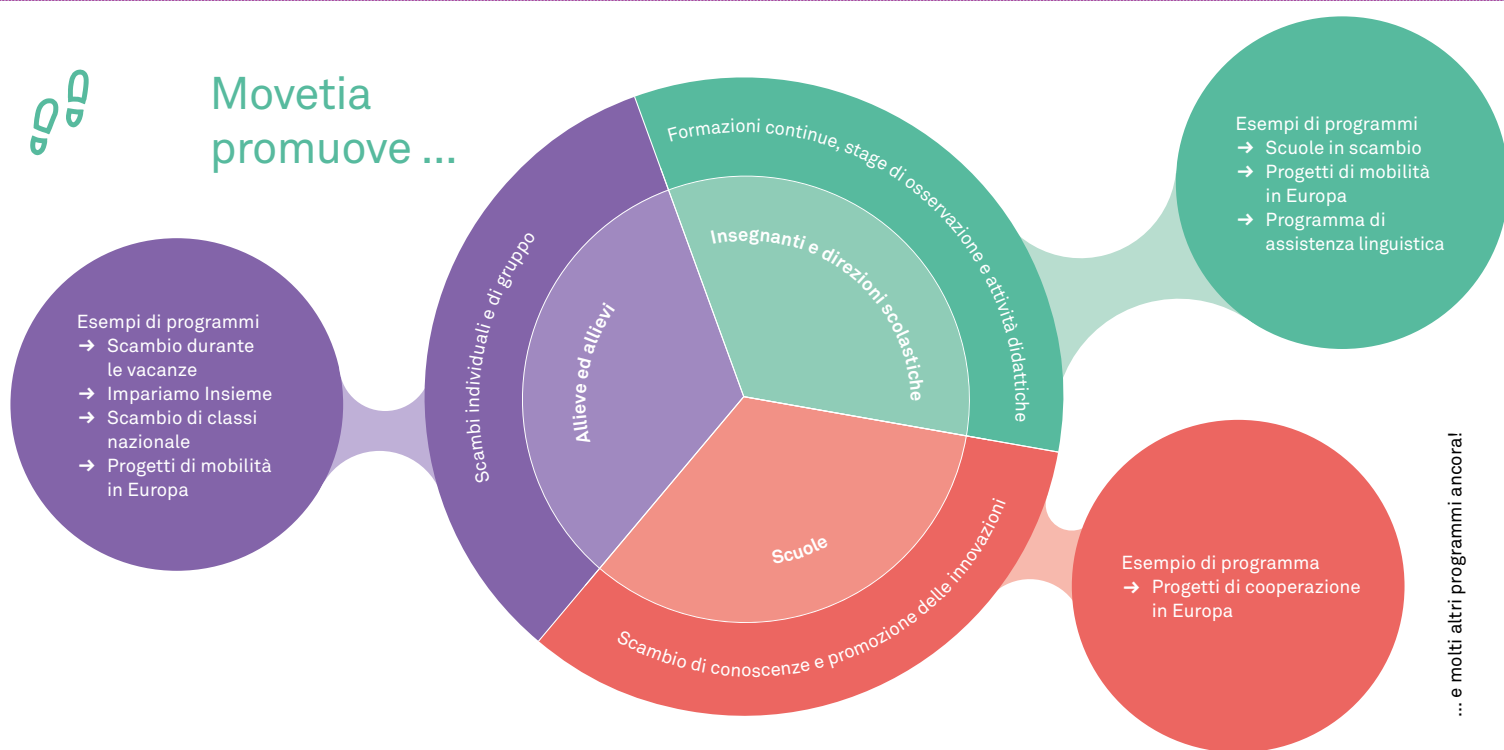 Movetia
promuove ...
Esempi di programmi
→ Scambio durante
le vacanze
→ Impariamo Insieme
→ Scambio di classi
nazionale
→ Progetti di mobilità
in Europa
Scambi individuali e di gruppo
Allieve ed allievi
Formazioni continue, stage di osservazione e attività didattiche
Insegnanti e direzioni scolastiche
Esempi di programmi
→ Scuole in scambio
→ Progetti di mobilità
in Europa
→ Programma di
assistenza linguistica
Scuole
Scambio di conoscenze e promozione delle innovazioni
Esempio di programma
→ Progetti di cooperazione
in Europa
... e molti altri programmi ancora!